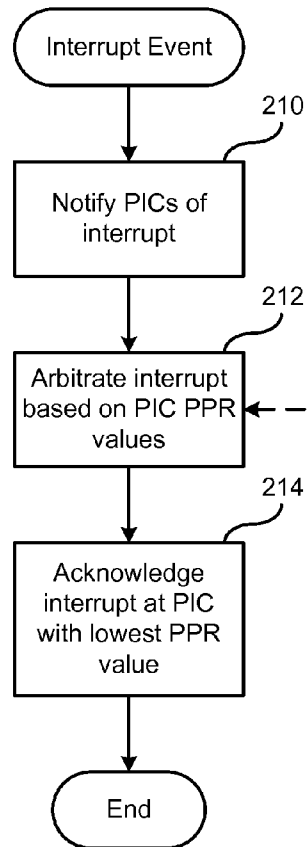 Interrupt Event
210
Notify PICs of
interrupt
212
Arbitrate interrupt
based on PIC PPR
values
214
Acknowledge
interrupt at PIC
with lowest PPR
value
End